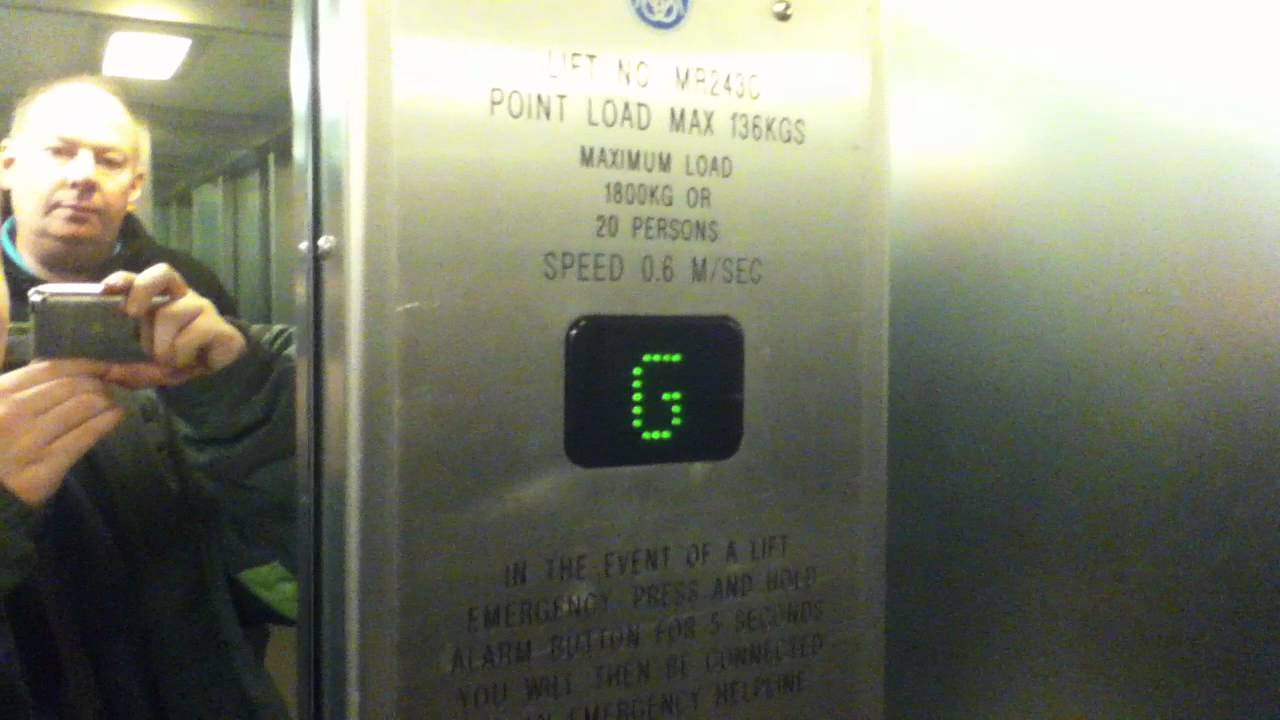 LIFT NO MR243C
POINT LOAD MAX 136KGS
MAXIMUM LOAD
1800KG OR
20 PERSONS
SPEED 0.6 M/SEC
G
IN THE EVENT OF A LIFT
EMERGENCY PRESS AND HOLD
ALARM BUTTON FOR 5 SECONDS
YOU WILL THEN BE CONNECTED
AN EMERGENCY HELPLINE